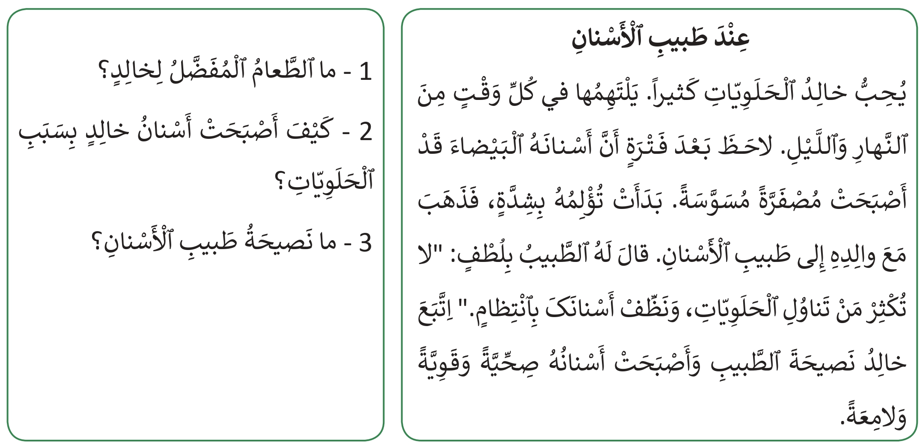 عِنْدَ طَبيبِ ٱلْأَسْنانِ
يُحِبُّ خالِدُ ٱلْحَلَوِيّاتِ كَثيراً. يَلْتَهِمُها في كُلِّ وَقْتٍ مِنَ
ٱلنَّهارِ وَٱللَّيْلِ. لاحَظَ بَعْدَ فَتْرَةٍ أَنَّ أَسْنانَهُ ٱلْبَيْضاءَ قَدْ
أَصْبَحَتْ مُصْفَرَّةً مُسَوَّسَةً. بَدَأَتْ تُؤْلِمُهُ بِشِدَّةٍ، فَذَهَبَ
مَعَ والِدِهِ إِلى طَبيبِ ٱلْأَسْنانِ. قالَ لَهُ ٱلطَّبيبُ بِلُطْفٍ: "لا
تُكْثِرْ مَنْ تَناوُلِ ٱلْحَلَوِيّاتِ، وَنَظِّفْ أَسْنانَكَ بِٱنْتِظامٍ." اِتَّبَعَ
خالِدُ نَصيحَةَ ٱلطَّبيبِ وَأَصْبَحَتْ أَسْنانُهُ صِحِّيَّةً وَقَوِيَّةً
وَلامِعَةً.
1 - ما ٱلطَّعامُ ٱلْمُفَضَّلُ لِخالِدٍ؟
2 - كَيْفَ أَصْبَحَتْ أَسْنانُ خالِدٍ بِسَبَبِ
ٱلْحَلَوِيّاتِ؟
3 - ما نَصيحَةُ طَبيبِ ٱلْأَسْنانِ؟